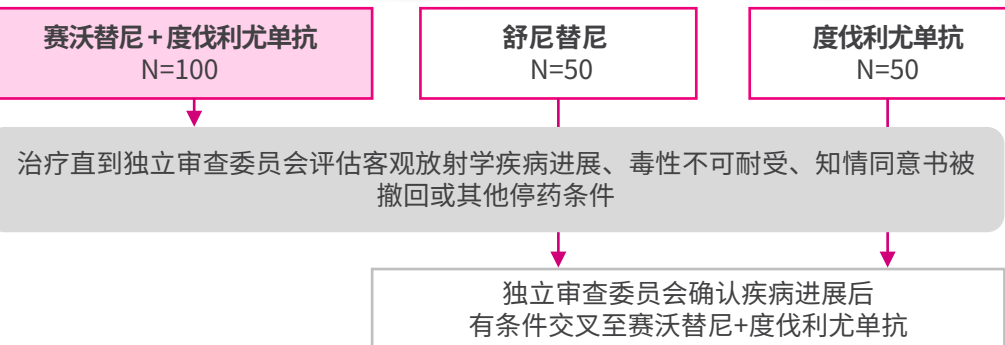 赛沃替尼+度伐利尤单抗
N=100
舒尼替尼
N=50
度伐利尤单抗
N=50
治疗直到独立审查委员会评估客观放射学疾病进展、毒性不可耐受、知情同意书被
撤回或其他停药条件
独立审查委员会确认疾病进展后
有条件交叉至赛沃替尼+度伐利尤单抗